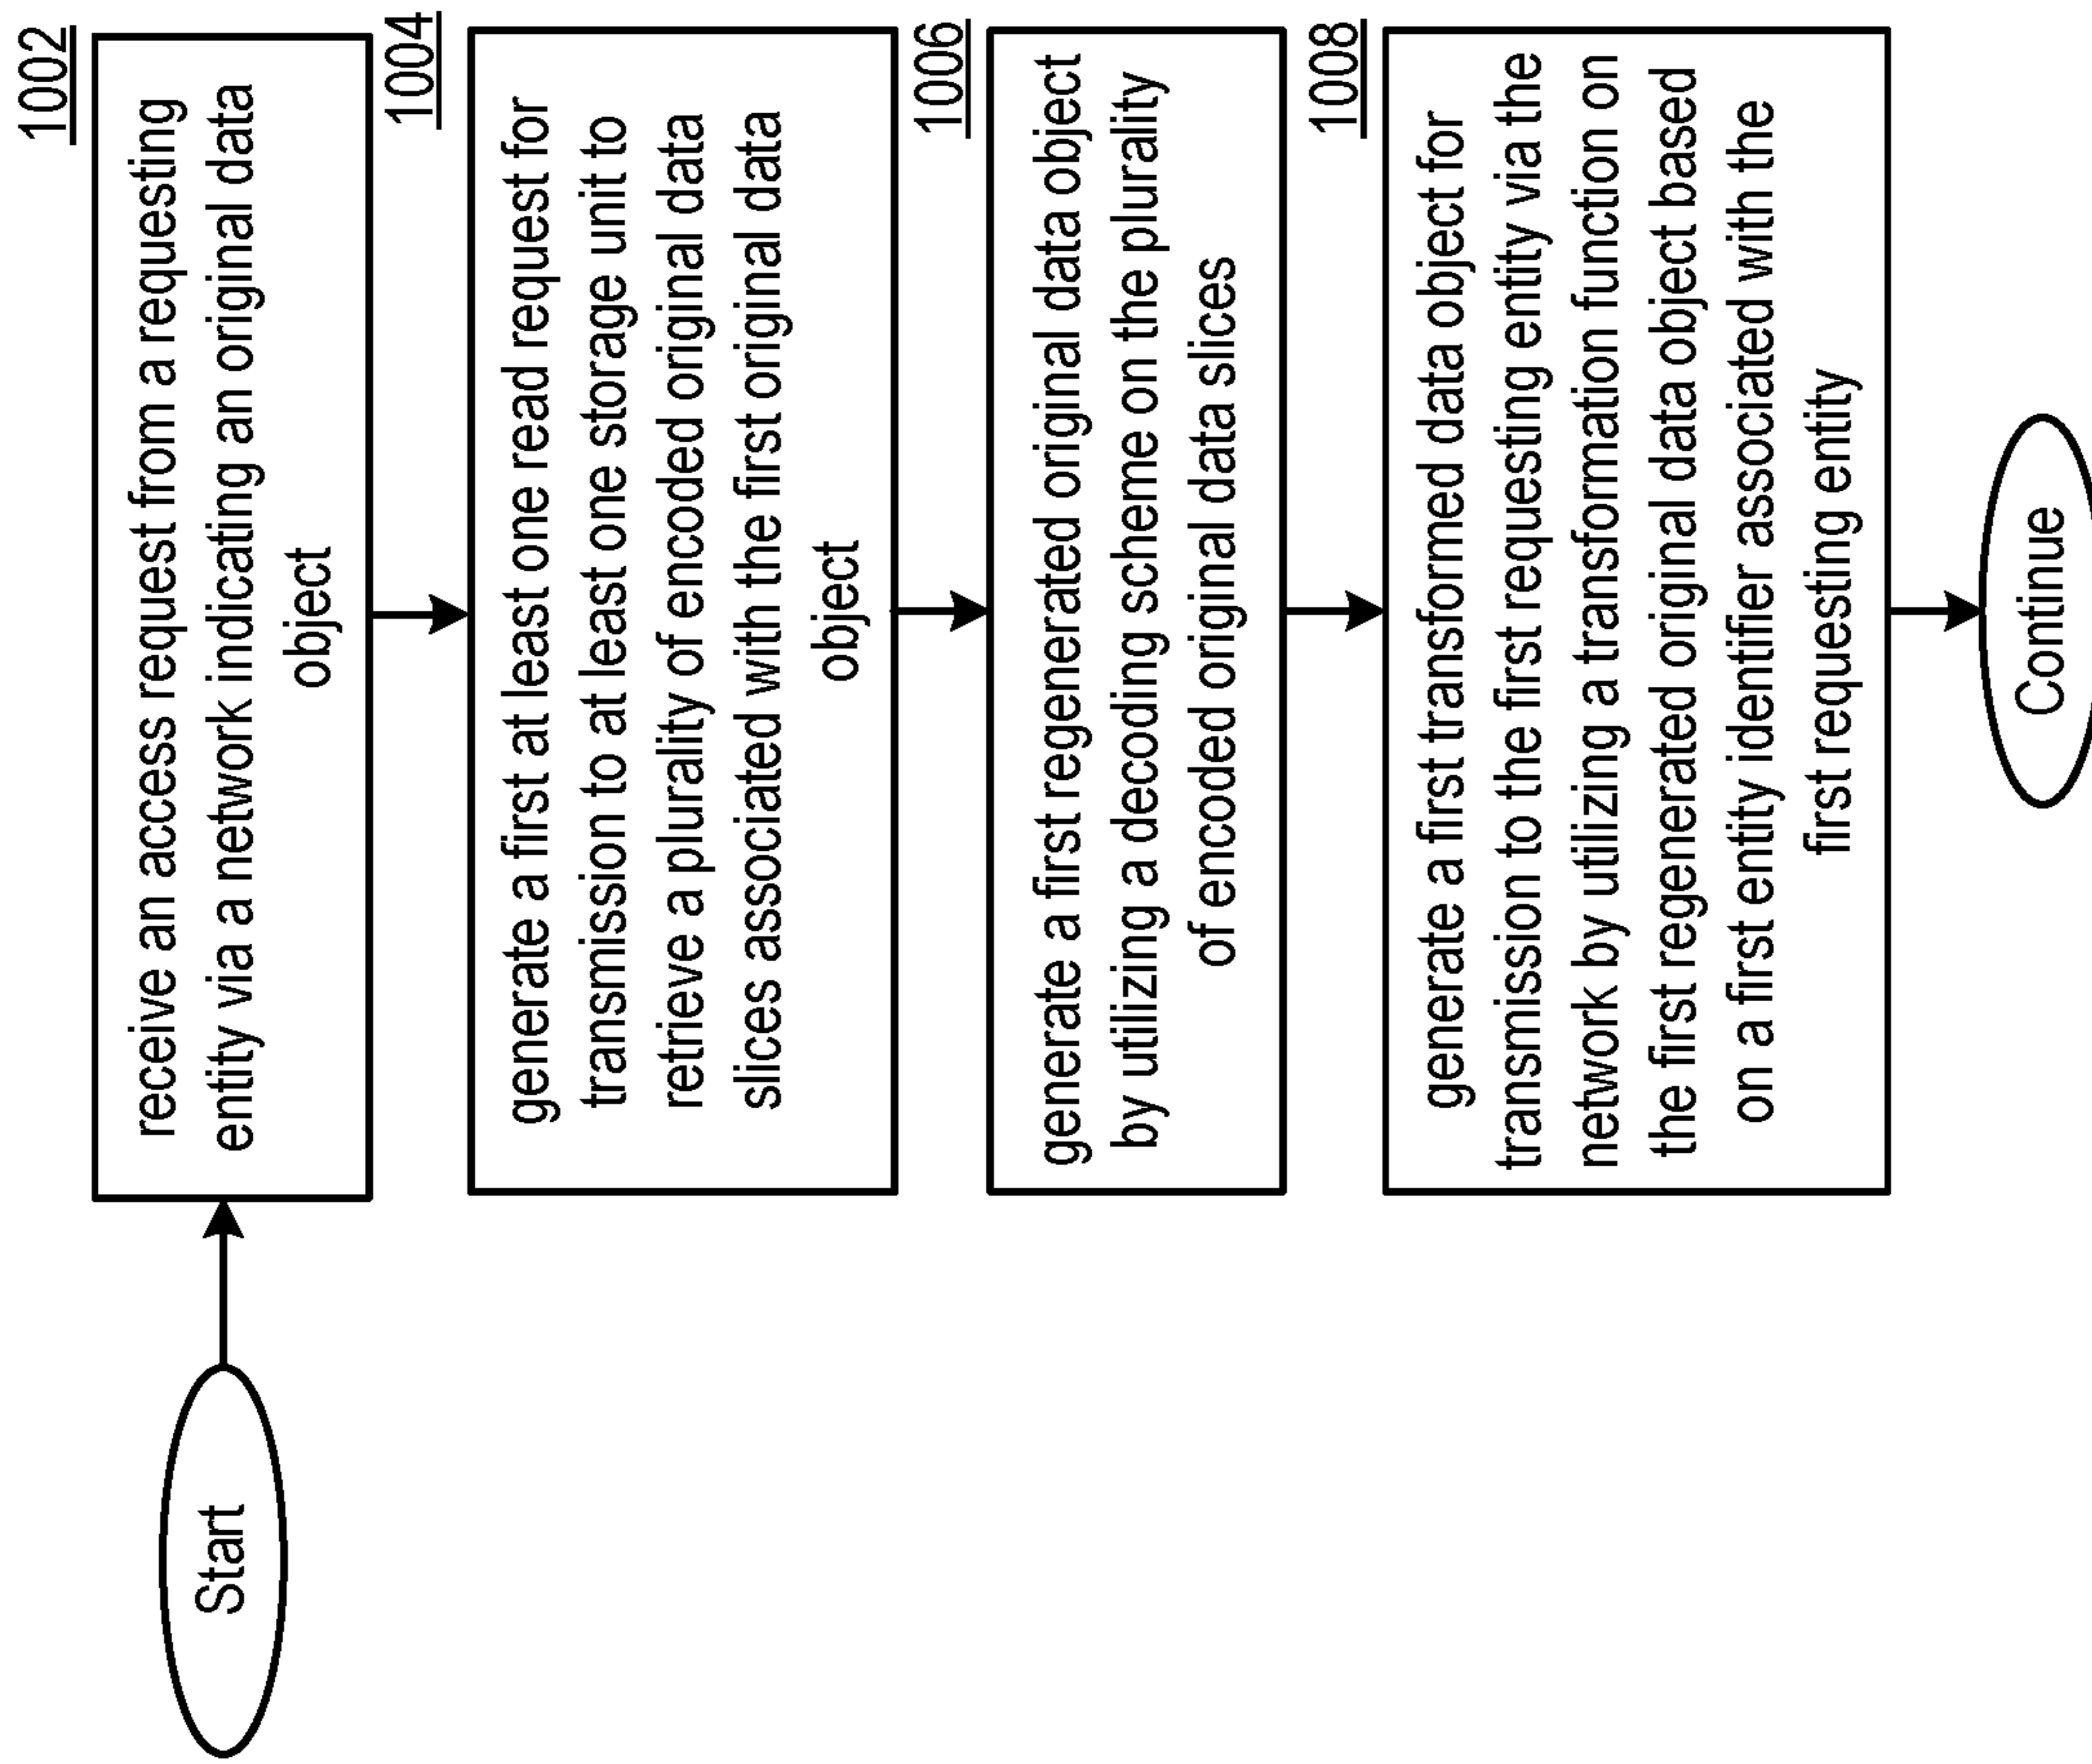 Start
1002
receive an access request from a requesting
entity via a network indicating an original data
object
1004
generate a first at least one read request for
transmission to at least one storage unit to
retrieve a plurality of encoded original data
slices associated with the first original data
object
1006
generate a first regenerated original data object
by utilizing a decoding scheme on the plurality
of encoded original data slices
1008
generate a first transformed data object for
transmission to the first requesting entity via the
network by utilizing a transformation function on
the first regenerated original data object based
on a first entity identifier associated with the
first requesting entity
Continue